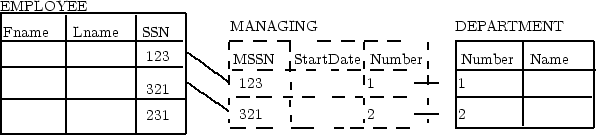 EMPLOYEE
MANAGING
DEPARTMENT
Fname Lname SSN
MSSN StartDate Number
Number Name
123
123 1
1
321
321 2
2
231